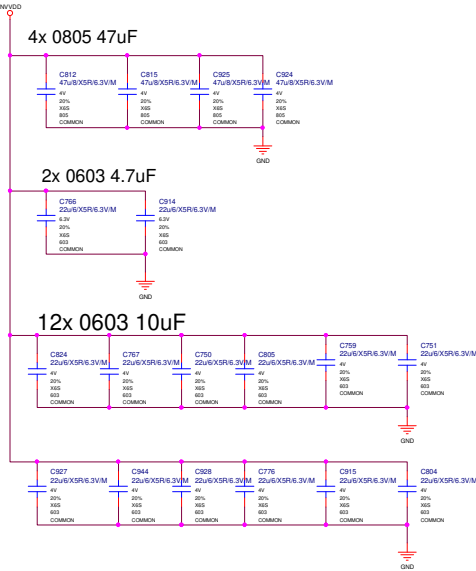 NVVDD
4x 0805 47uF
C812 C815 C925 C924
47u/8/X5R/6.3V/M 47u/8/X5R/6.3V/M 47u/8/X5R/6.3V/M 47u/8/X5R/6.3V/M
4V 4V 4V 4V
20% 20% 20% 20%
X6S X6S X6S X6S
805 805 805 805
COMMON COMMON COMMON COMMON
GND
2x 0603 4.7uF
C766 C914
22u/6/X5R/6.3V/M 22u/6/X5R/6.3V/M
6.3V 6.3V
20% 20%
X6S X6S
603 603
COMMON COMMON
GND
12x 0603 10uF
C824 C767 C750 C805 C759 C751
22u/6/X5R/6.3V/M 22u/6/X5R/6.3V/M 22u/6/X5R/6.3V/M 22u/6/X5R/6.3V/M 22u/6/X5R/6.3V/M 22u/6/X5R/6.3V/M
4V 4V 4V 4V 4V 4V
20% 20% 20% 20% 20% 20%
X6S X6S X6S X6S X6S X6S
603 603 603 603 603 603
COMMON COMMON COMMON COMMON COMMON COMMON
GND
C927 C944 C928 C776 C915 C804
22u/6/X5R/6.3V/M 22u/6/X5R/6.3V/M 22u/6/X5R/6.3V/M 22u/6/X5R/6.3V/M 22u/6/X5R/6.3V/M 22u/6/X5R/6.3V/M
4V 4V 4V 4V 4V 4V
20% 20% 20% 20% 20% 20%
X6S X6S X6S X6S X6S X6S
603 603 603 603 603 603
COMMON COMMON COMMON COMMON COMMON COMMON
GND